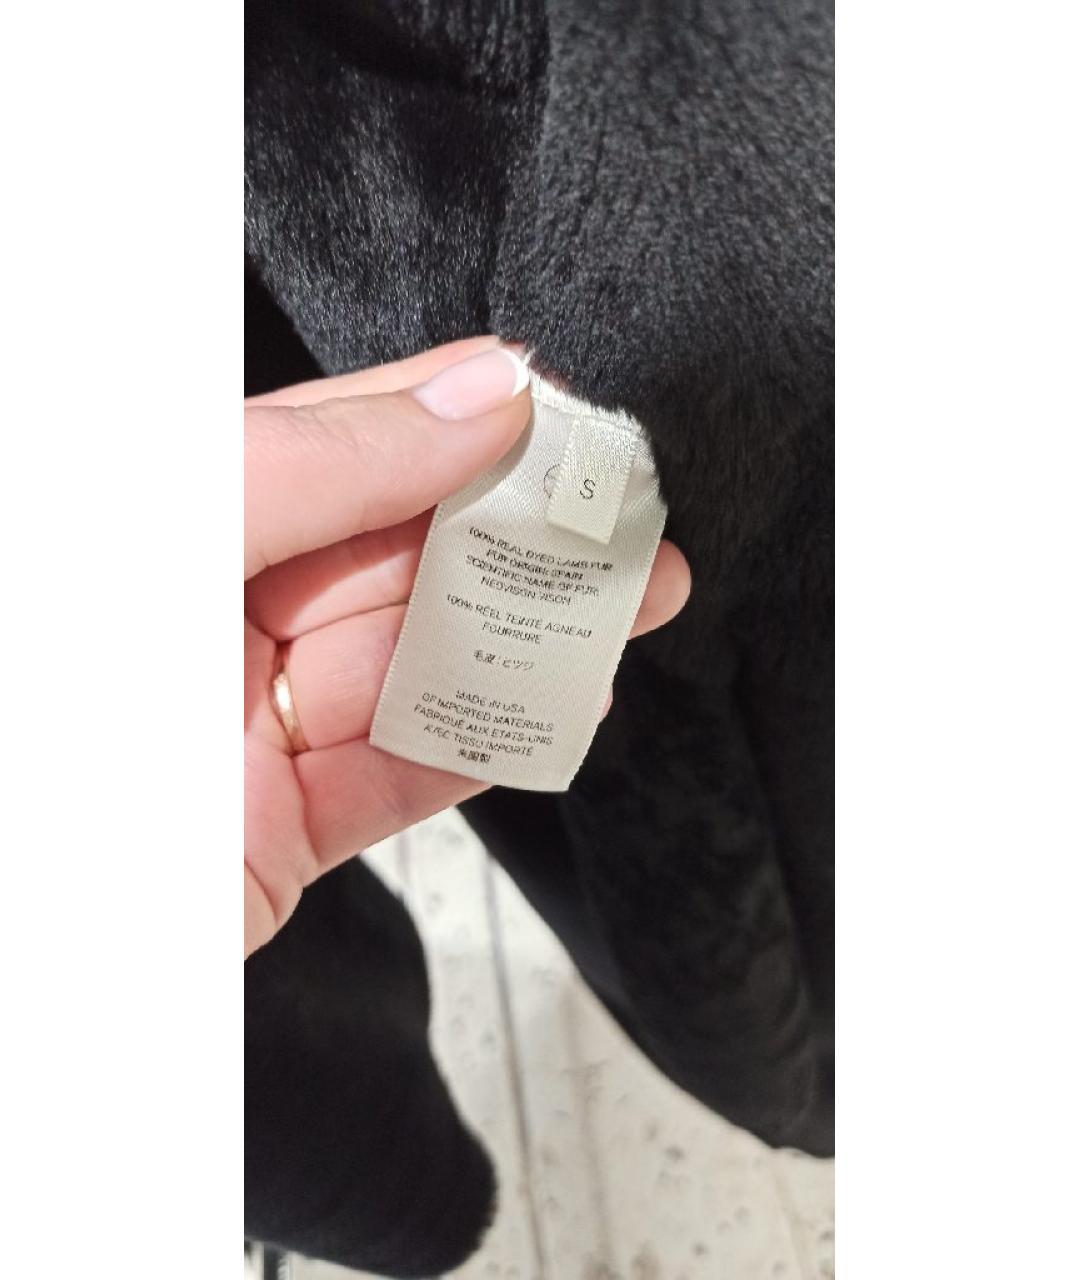 S
100% REAL DYED LAMB FUR
FUR ORIGIN: SPAIN
SCIENTIFIC NAME OF FUR:
NEOVISON VISON
100% RÉEL TEINTÉ AGNEAU
FOURRURE
毛皮：ヒツジ
MADE IN USA
OF IMPORTED MATERIALS
FABRIQUÉ AUX ETATS-UNIS
AVEC TISSU IMPORTÉ
米国製